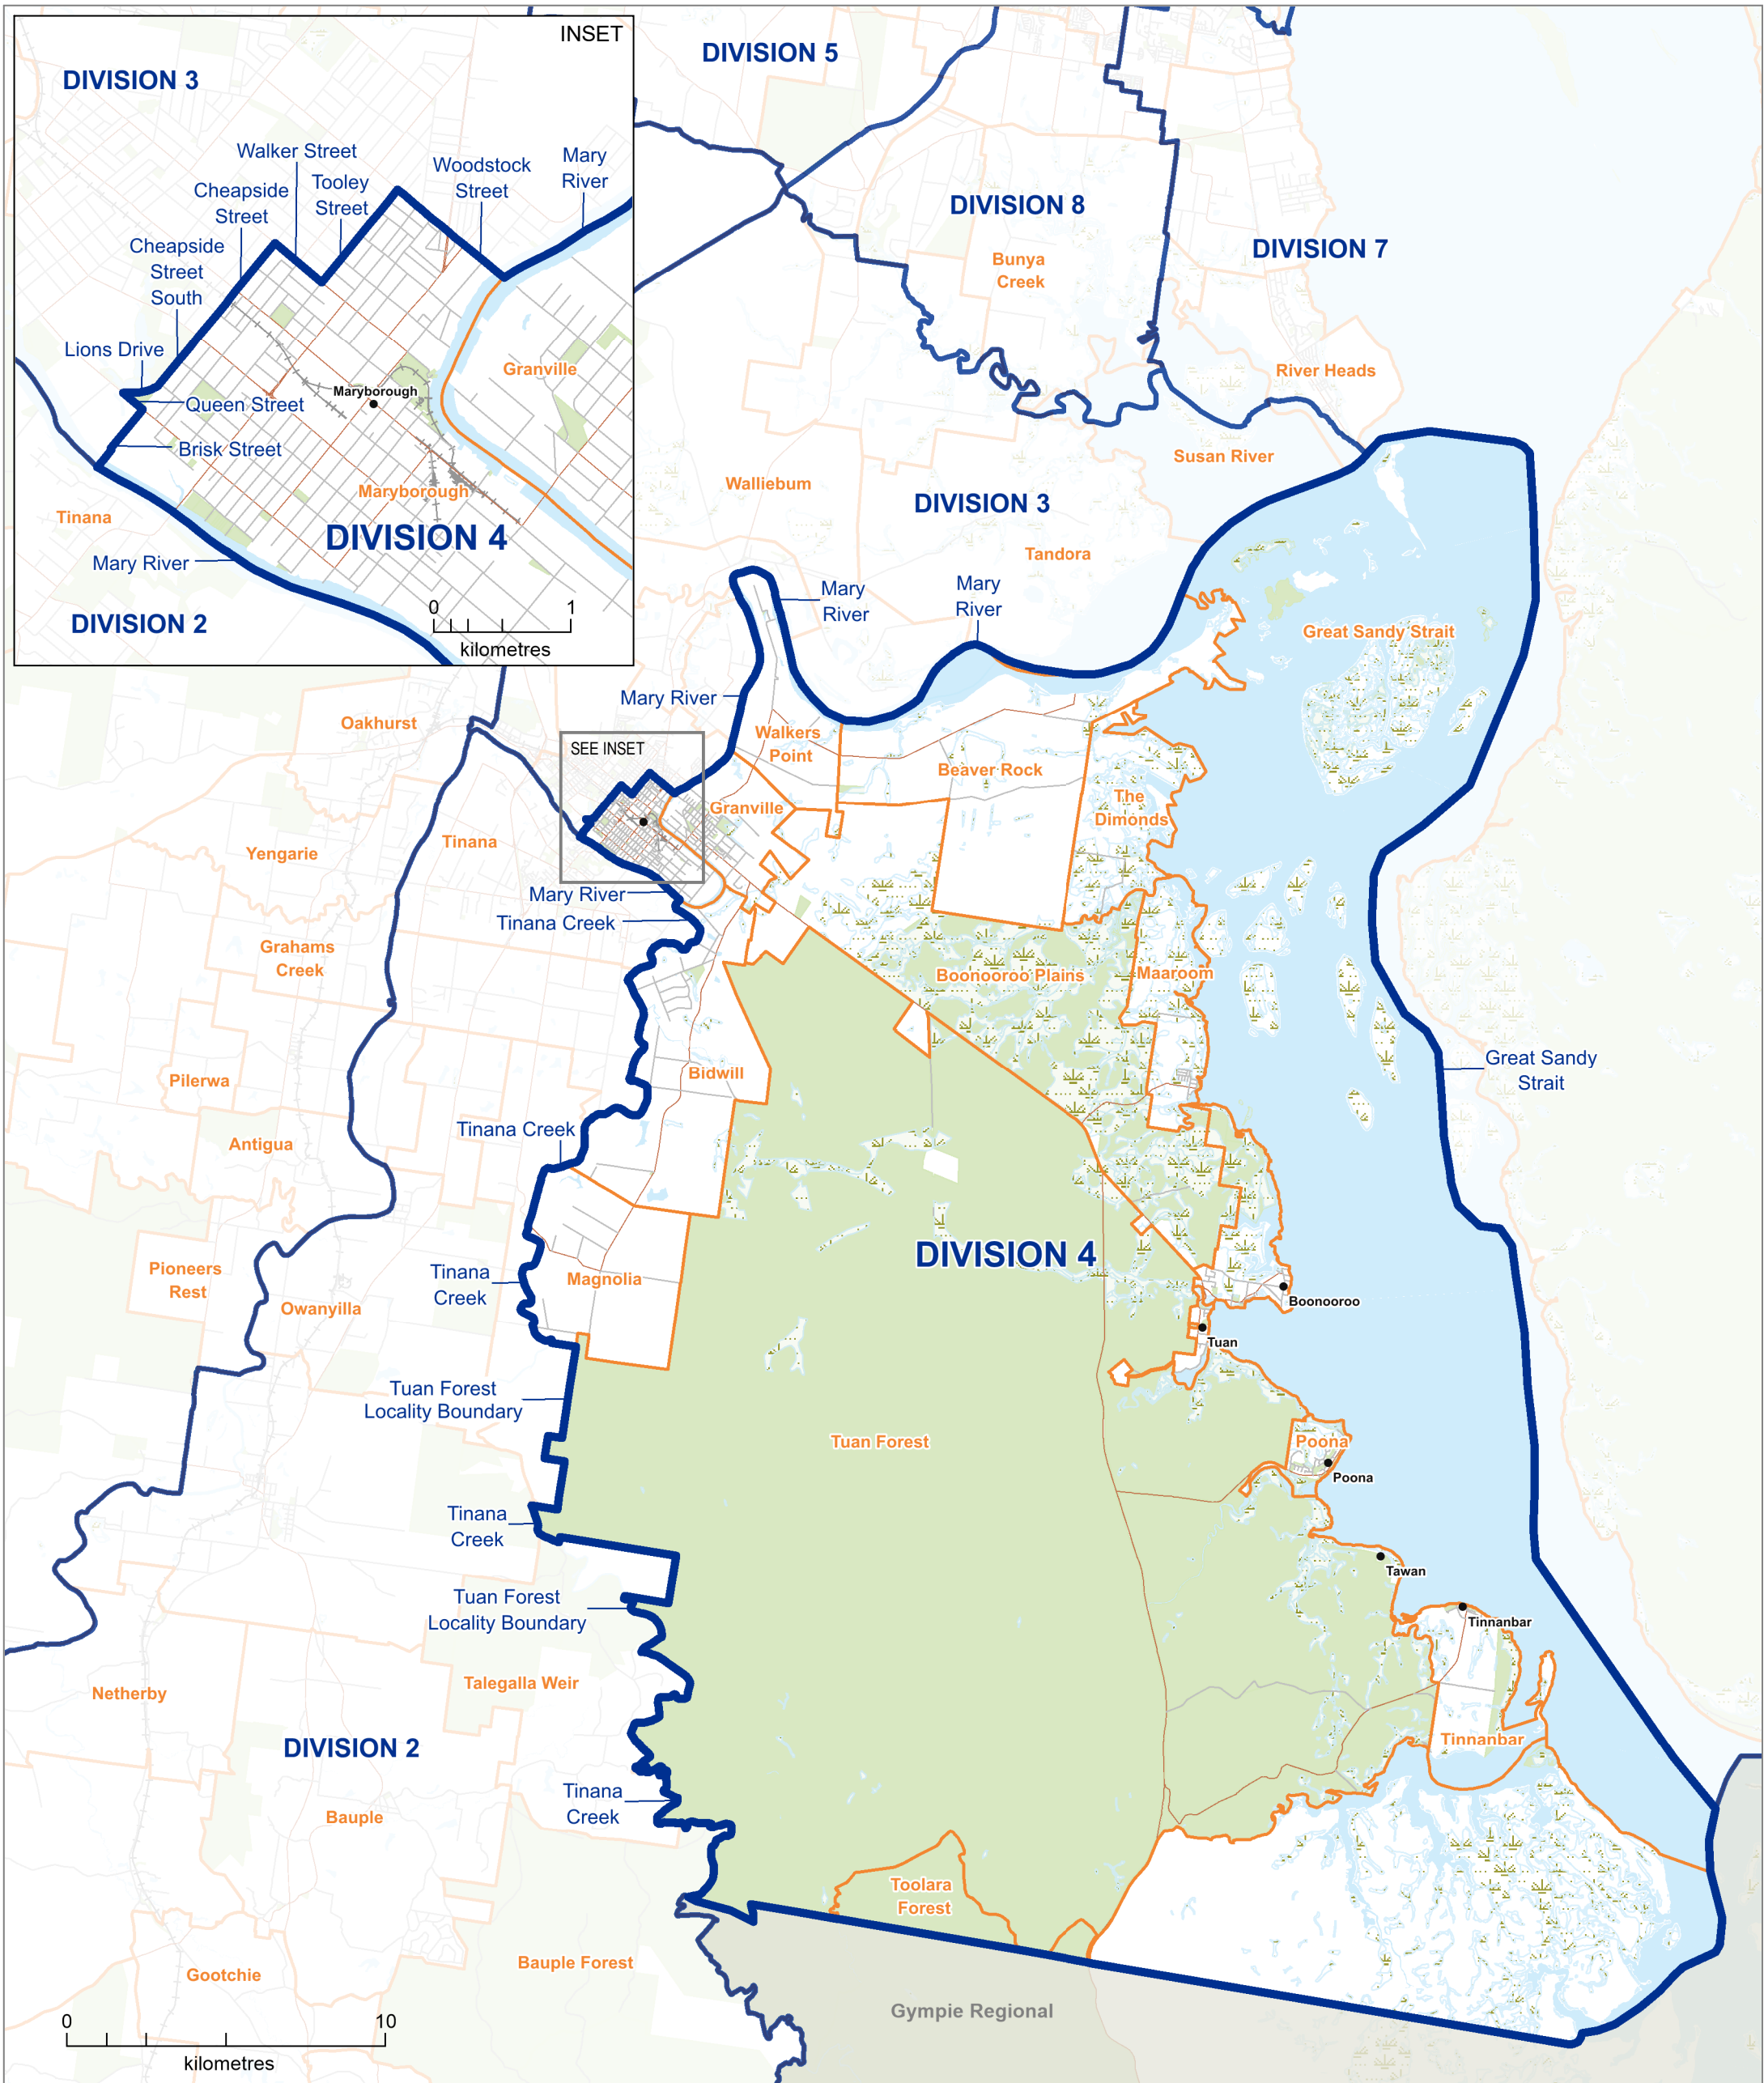 INSET
DIVISION 3
Walker Street
Cheapside
Street
Tooley
Street
Woodstock
Street
Mary
River
Cheapside
Street
South
Lions Drive
Queen Street
Brisk Street
Maryborough
Granville
Maryborough
DIVISION 4
Tinana
Mary River
DIVISION 2
0
1
kilometres
DIVISION 5
DIVISION 8
Bunya
Creek
DIVISION 7
River Heads
Susan River
Walliebum
DIVISION 3
Tandora
Mary
River
Mary
River
Great Sandy Strait
Mary River
Oakhurst
SEE INSET
Walkers
Point
Beaver Rock
The
Dimonds
Granville
Tinana
Yengarie
Mary River
Tinana Creek
Grahams
Creek
Boonooroo Plains
Maaroom
Great Sandy
Strait
Bidwill
Pilerwa
Tinana Creek
Antigua
DIVISION 4
Pioneers
Rest
Tinana
Creek
Magnolia
Owanyilla
Boonooroo
Tuan
Tuan Forest
Locality Boundary
Tuan Forest
Poona
Poona
Tinana
Creek
Tawan
Tuan Forest
Locality Boundary
Tinnanbar
Talegalla Weir
Netherby
DIVISION 2
Tinnanbar
Tinana
Creek
Bauple
Toolara
Forest
Bauple Forest
Gootchie
Gympie Regional
0
10
kilometres